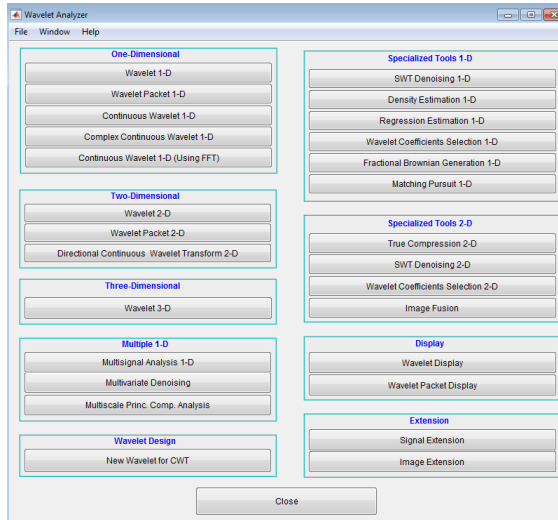 Wavelet Analyzer
File Window Help
One-Dimensional
Wavelet 1-D
Wavelet Packet 1-D
Continuous Wavelet 1-D
Complex Continuous Wavelet 1-D
Continuous Wavelet 1-D (Using FFT)
Two-Dimensional
Wavelet 2-D
Wavelet Packet 2-D
Directional Continuous Wavelet Transform 2-D
Three-Dimensional
Wavelet 3-D
Multiple 1-D
Multisignal Analysis 1-D
Multivariate Denoising
Multiscale Princ. Comp. Analysis
Wavelet Design
New Wavelet for CWT
Specialized Tools 1-D
SWT Denoising 1-D
Density Estimation 1-D
Regression Estimation 1-D
Wavelet Coefficients Selection 1-D
Fractional Brownian Generation 1-D
Matching Pursuit 1-D
Specialized Tools 2-D
True Compression 2-D
SWT Denoising 2-D
Wavelet Coefficients Selection 2-D
Image Fusion
Display
Wavelet Display
Wavelet Packet Display
Extension
Signal Extension
Image Extension
Close